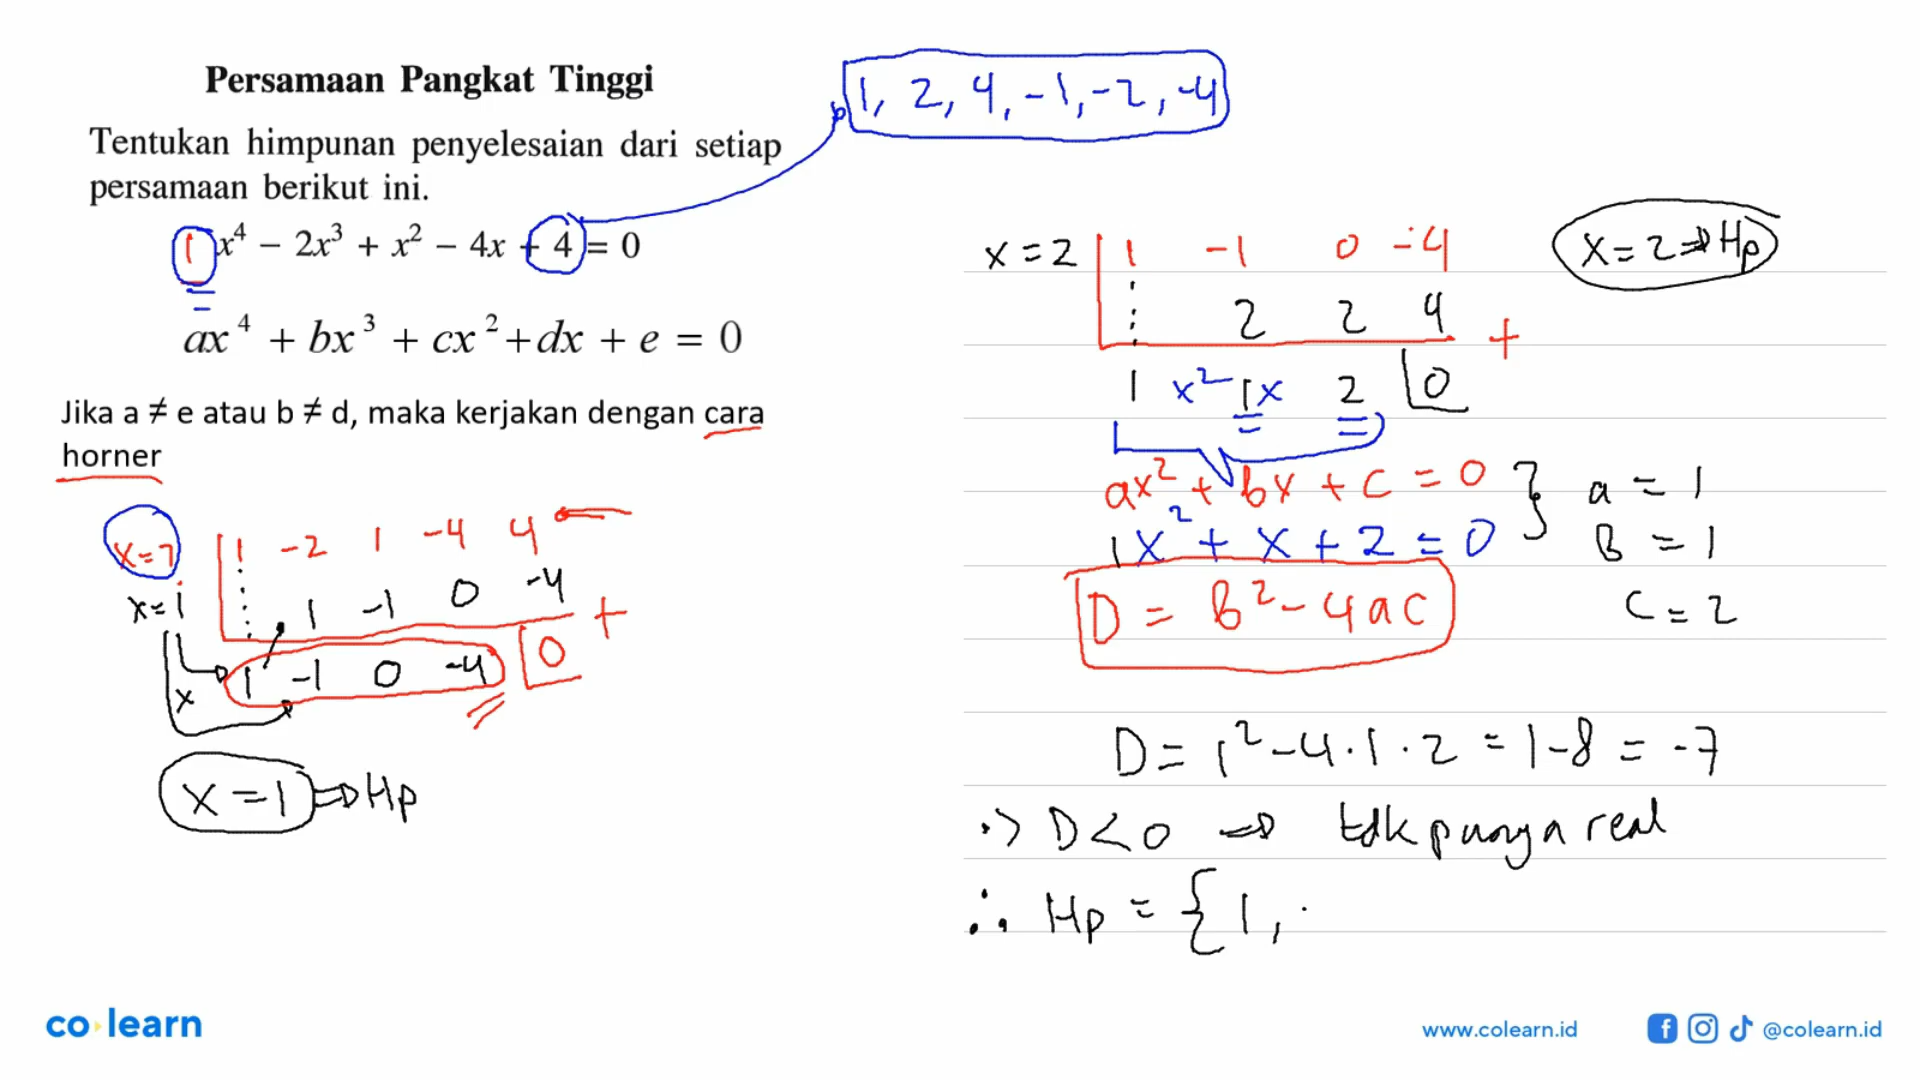 Persamaan Pangkat Tinggi
Tentukan himpunan penyelesaian dari setiap
persamaan berikut ini.
1 x⁴ − 2x³ + x² − 4x + 4 = 0
1, 2, 4, -1, -2, -4
ax⁴ + bx³ + cx² + dx + e = 0
Jika a ≠ e atau b ≠ d, maka kerjakan dengan cara
horner
x=? 1 -2 1 -4 4
x=1 1 -1 0 -4 +
x 1 -1 0 -4 0
x=1 ⇒ Hp
x=2 1 -1 0 -4
2 2 4 +
1 x² 1x 2 0
x=2 ⇒ Hp
ax² + bx + c = 0 } a = 1
1x² + x + 2 = 0 B = 1
D = B² - 4ac c = 2
D = 1² - 4·1·2 = 1-8 = -7
D < 0 ⇒ tdk punya real
∴ Hp = { 1,
co learn
www.colearn.id
@colearn.id